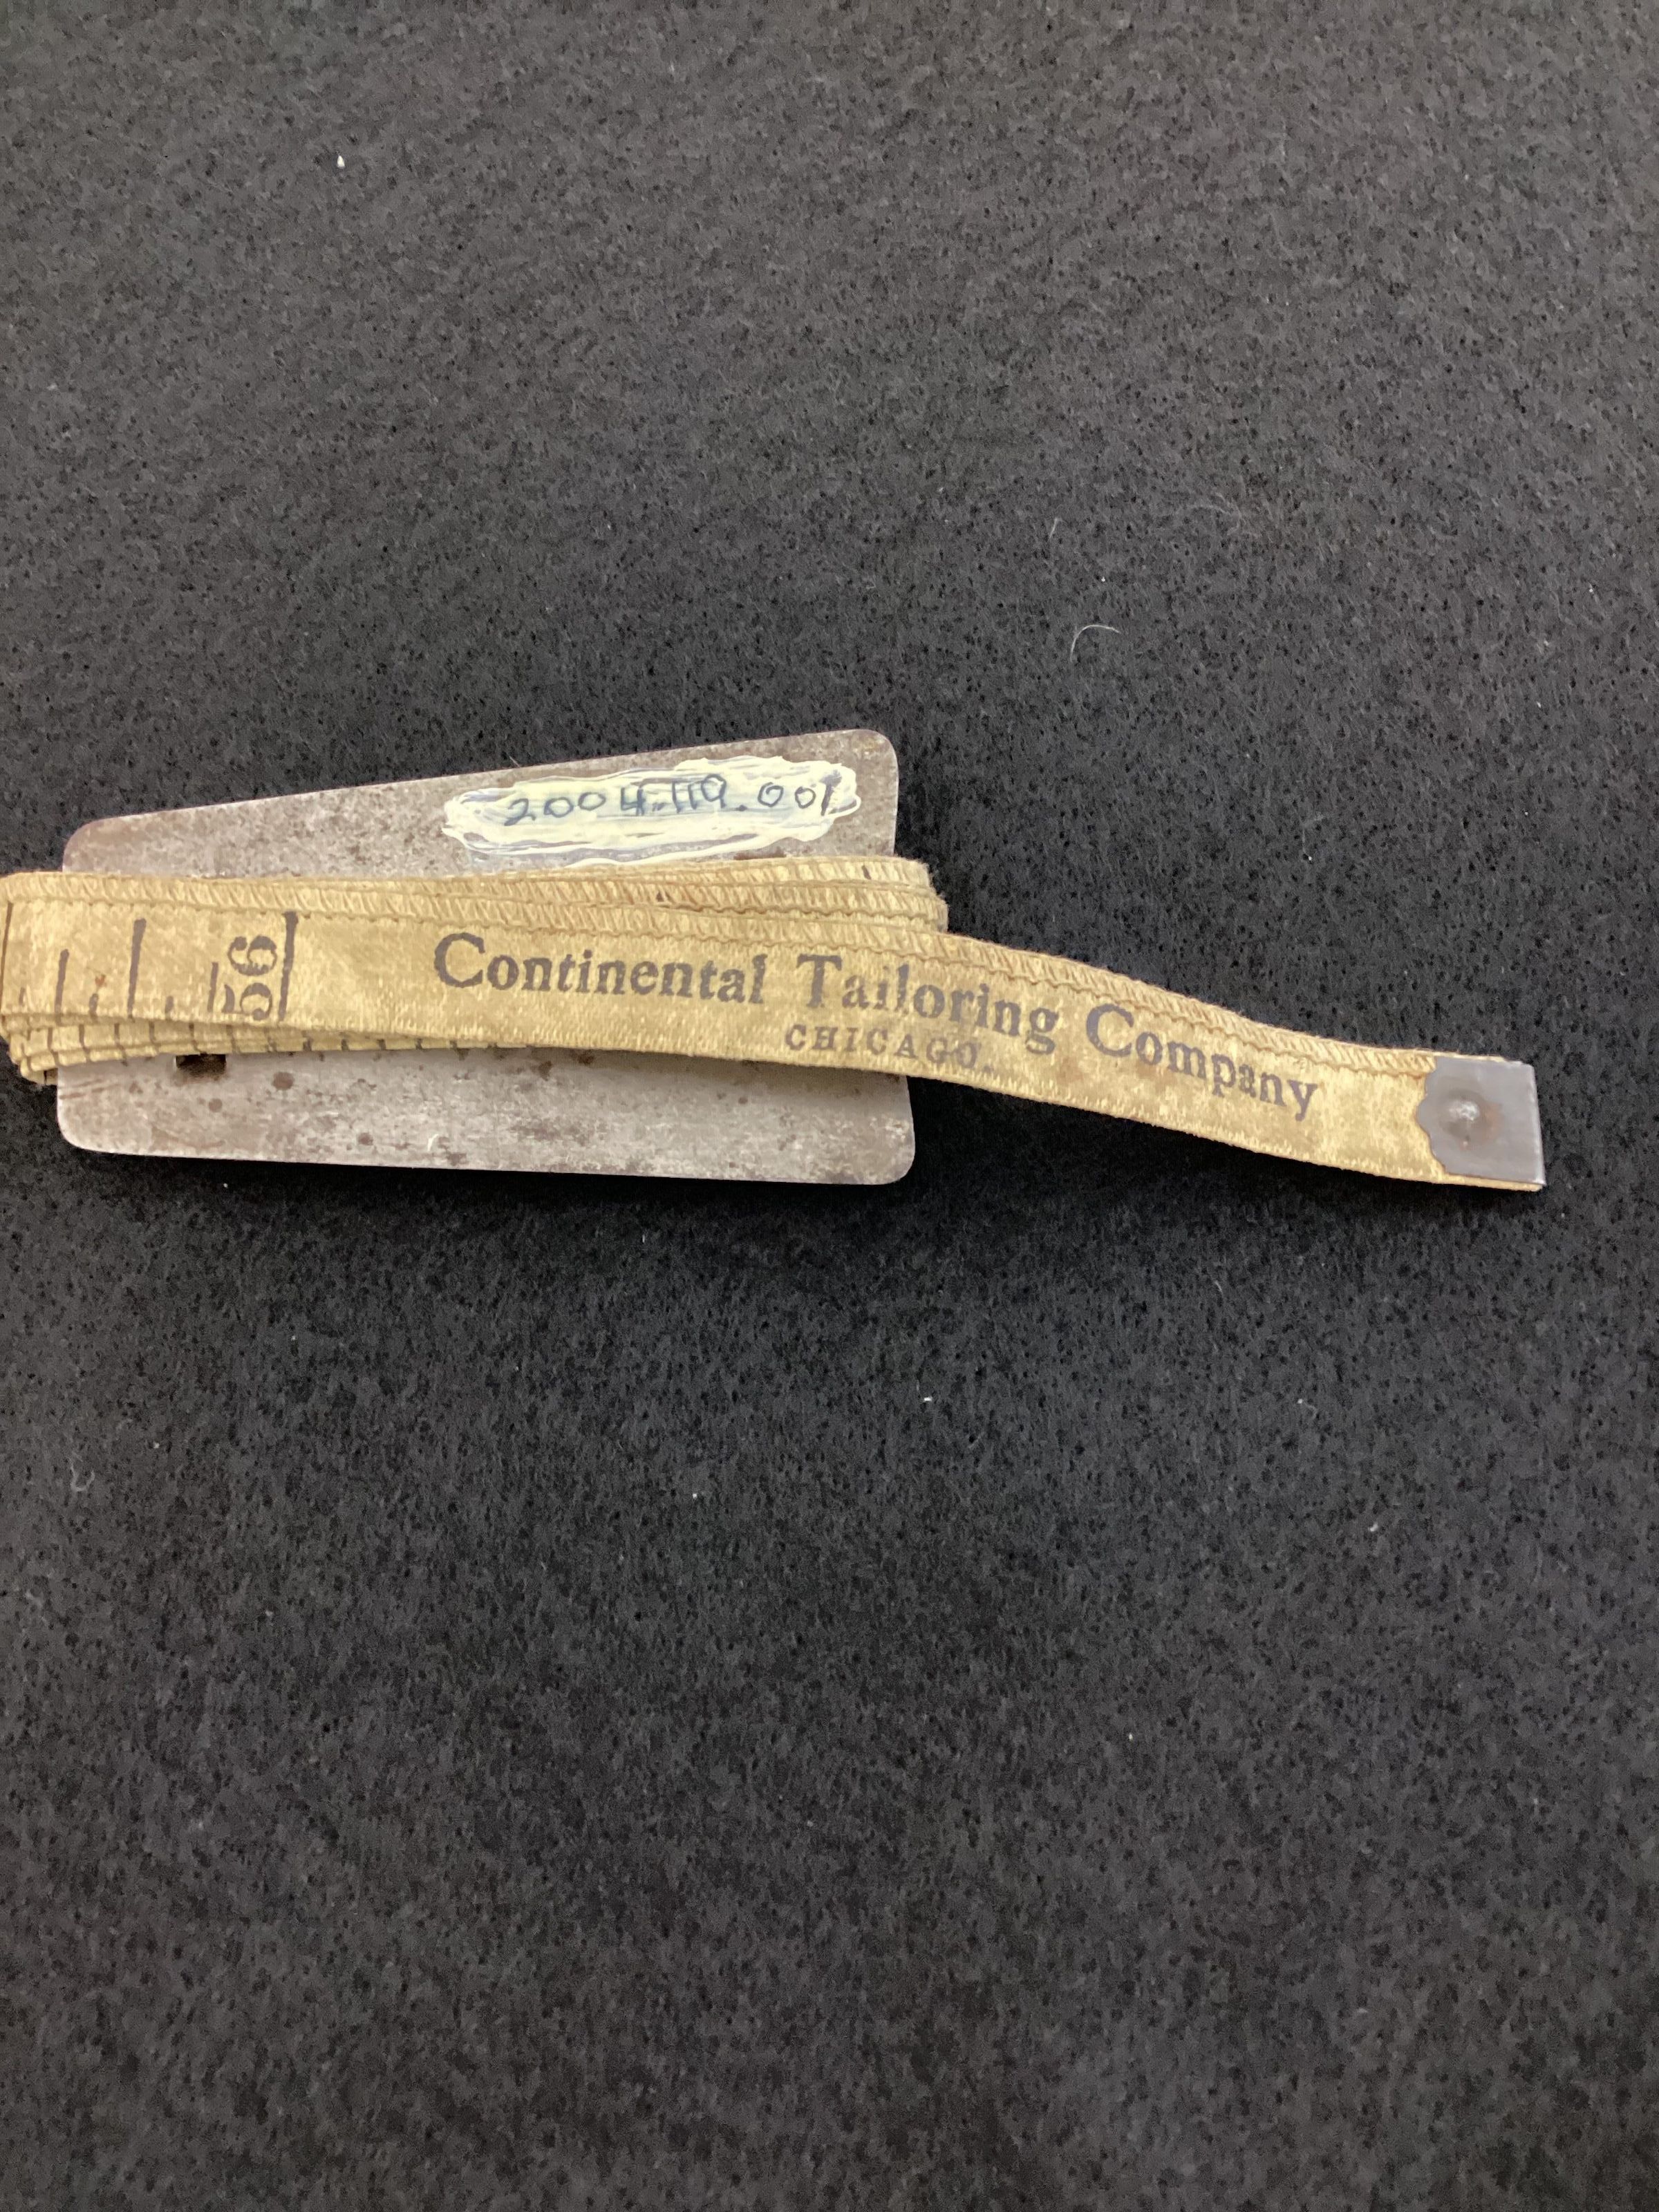 2004.119.001
56
Continental Tailoring Company
CHICAGO.